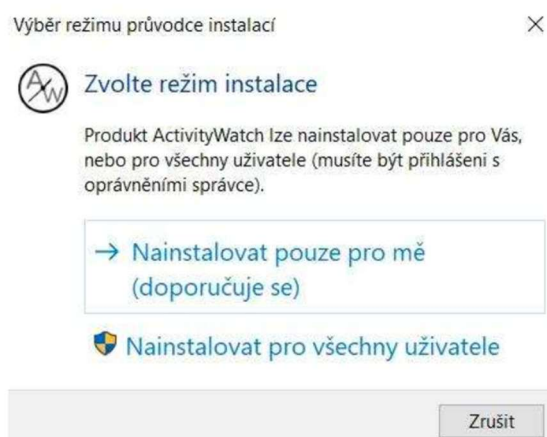 Výběr režimu průvodce instalací
AW
Zvolte režim instalace
Produkt ActivityWatch lze nainstalovat pouze pro Vás,
nebo pro všechny uživatele (musíte být přihlášeni s
oprávněními správce).
Nainstalovat pouze pro mě
(doporučuje se)
Nainstalovat pro všechny uživatele
Zrušit